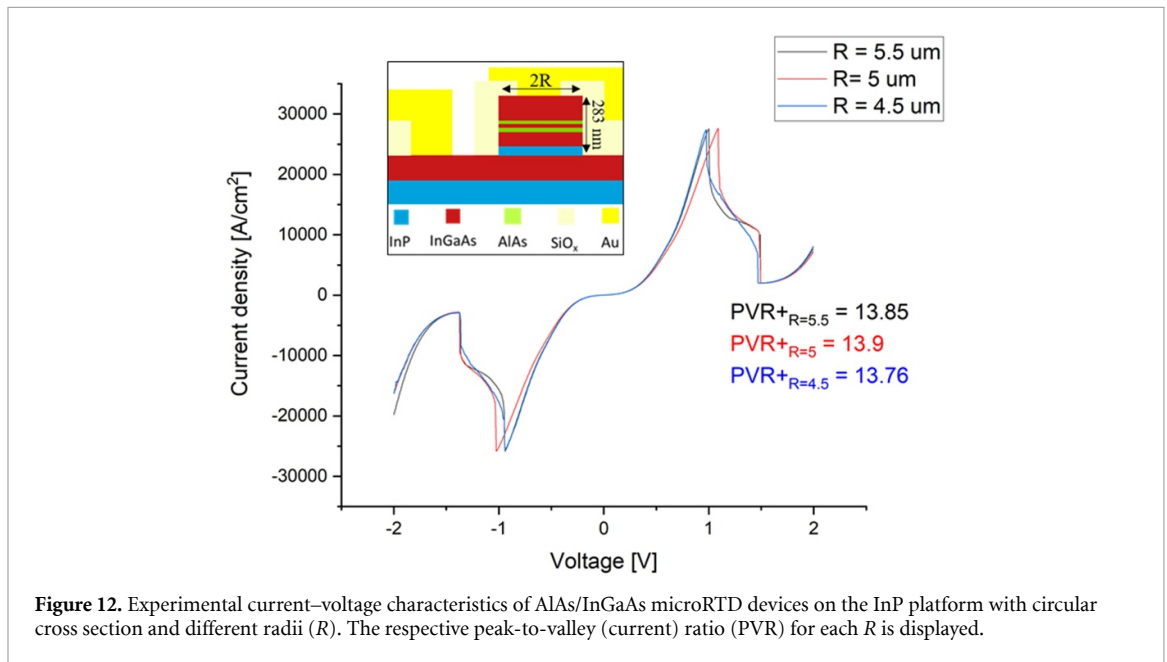 R = 5.5 um
R= 5 um
R = 4.5 um
2R
283 nm
InP InGaAs AlAs SiOₓ Au
Current density [A/cm²]
30000
20000
10000
0
-10000
-20000
-30000
PVR+R=5.5 = 13.85
PVR+R=5 = 13.9
PVR+R=4.5 = 13.76
-2 -1 0 1 2
Voltage [V]
Figure 12. Experimental current–voltage characteristics of AlAs/InGaAs microRTD devices on the InP platform with circular
cross section and different radii (R). The respective peak-to-valley (current) ratio (PVR) for each R is displayed.